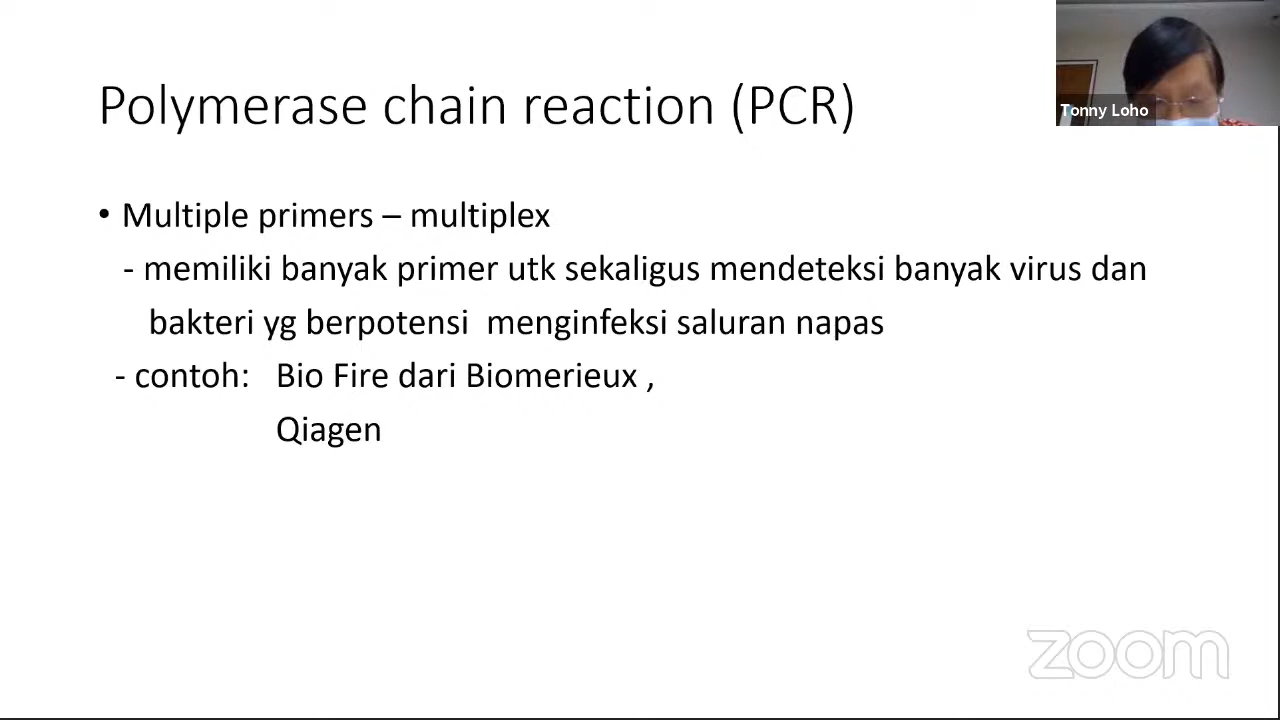 Polymerase chain reaction (PCR)
Tonny Loho
• Multiple primers – multiplex
- memiliki banyak primer utk sekaligus mendeteksi banyak virus dan
bakteri yg berpotensi menginfeksi saluran napas
- contoh: Bio Fire dari Biomerieux ,
Qiagen
zoom